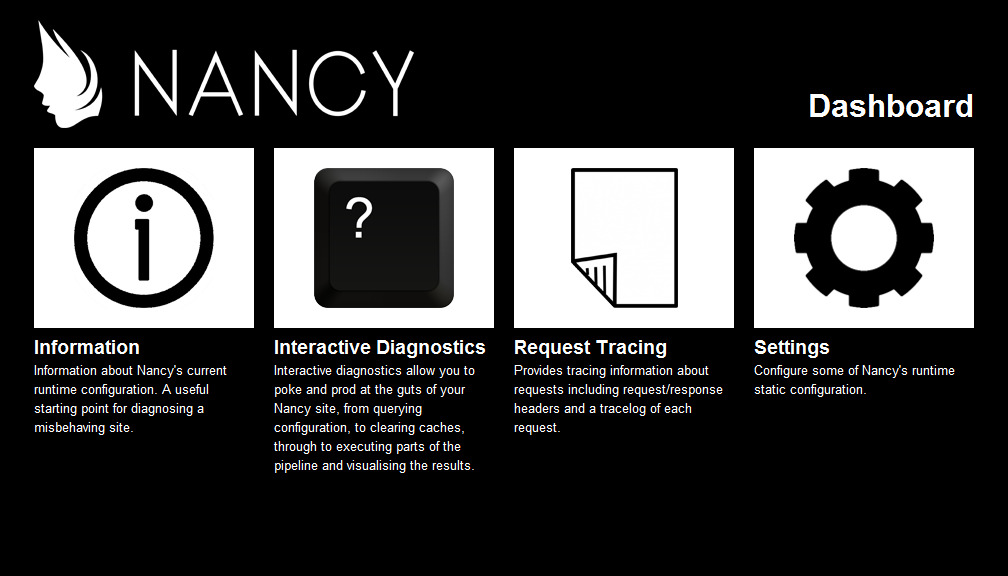 NANCY
Dashboard
i
?
Information
Information about Nancy's current
runtime configuration. A useful
starting point for diagnosing a
misbehaving site.
Interactive Diagnostics
Interactive diagnostics allow you to
poke and prod at the guts of your
Nancy site, from querying
configuration, to clearing caches,
through to executing parts of the
pipeline and visualising the results.
Request Tracing
Provides tracing information about
requests including request/response
headers and a tracelog of each
request.
Settings
Configure some of Nancy's runtime
static configuration.